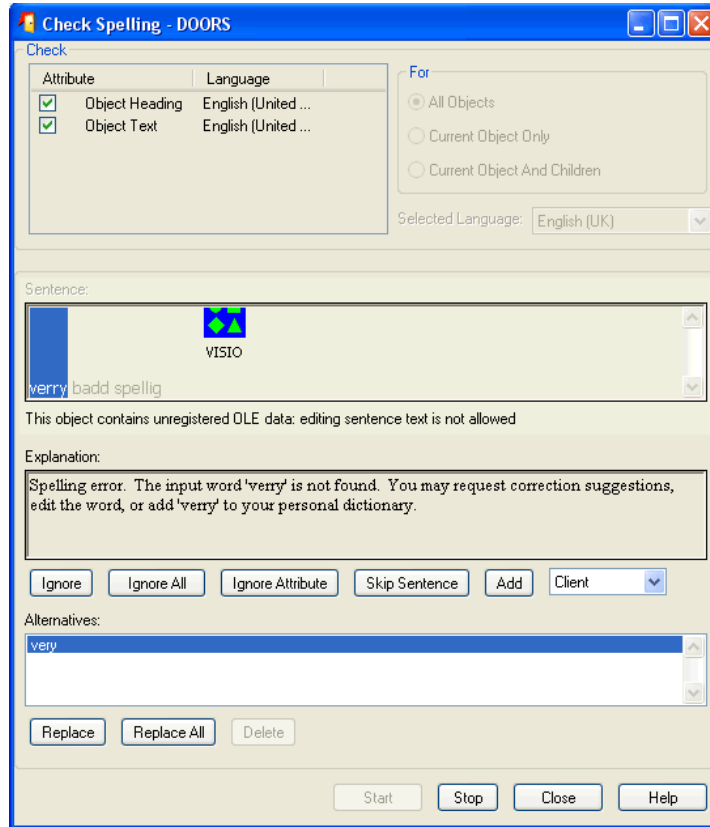 Check Spelling - DOORS
Check
Attribute Language
Object Heading English (United ...
Object Text English (United ...
For
All Objects
Current Object Only
Current Object And Children
Selected Language: English (UK)
Sentence:
VISIO
verry badd spellig
This object contains unregistered OLE data: editing sentence text is not allowed
Explanation:
Spelling error. The input word 'verry' is not found. You may request correction suggestions,
edit the word, or add 'verry' to your personal dictionary.
Ignore Ignore All Ignore Attribute Skip Sentence Add Client
Alternatives:
very
Replace Replace All Delete
Start Stop Close Help